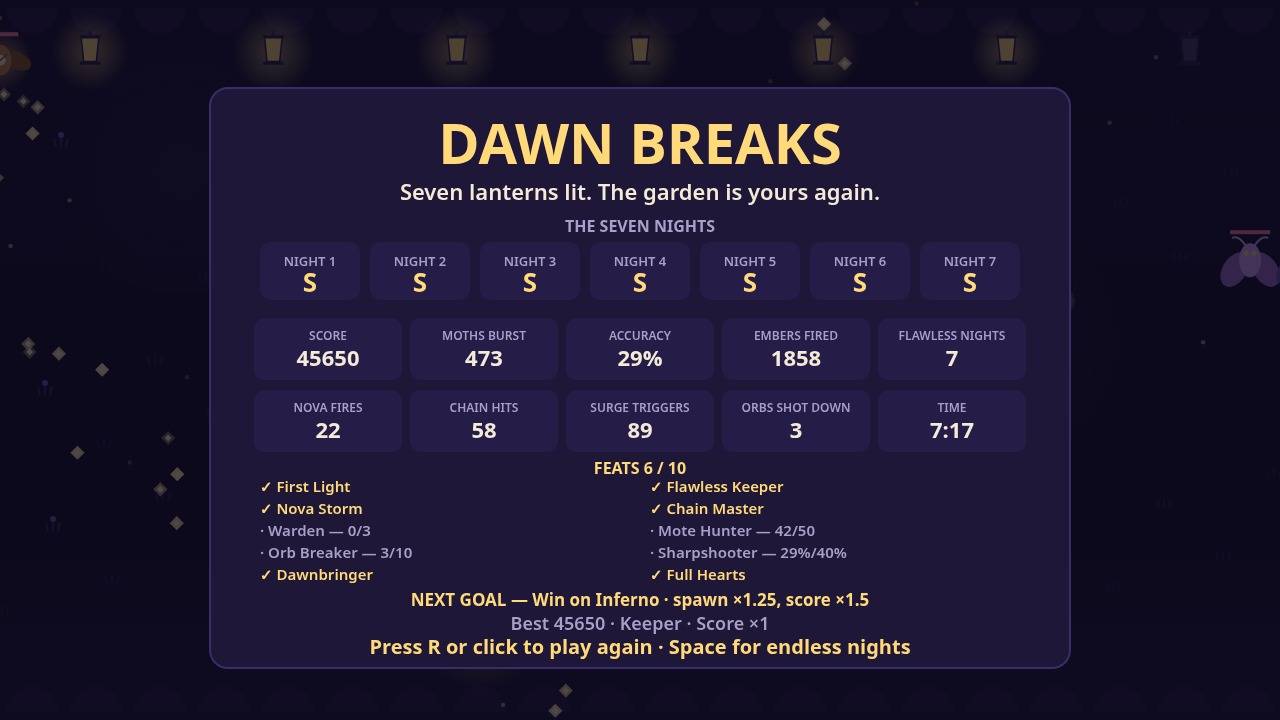 DAWN BREAKS
Seven lanterns lit. The garden is yours again.
THE SEVEN NIGHTS
NIGHT 1 NIGHT 2 NIGHT 3 NIGHT 4 NIGHT 5 NIGHT 6 NIGHT 7
S S S S S S S
SCORE MOTHS BURST ACCURACY EMBERS FIRED FLAWLESS NIGHTS
45650 473 29% 1858 7
NOVA FIRES CHAIN HITS SURGE TRIGGERS ORBS SHOT DOWN TIME
22 58 89 3 7:17
FEATS 6 / 10
✓ First Light ✓ Flawless Keeper
✓ Nova Storm ✓ Chain Master
· Warden — 0/3 · Mote Hunter — 42/50
· Orb Breaker — 3/10 · Sharpshooter — 29%/40%
✓ Dawnbringer ✓ Full Hearts
NEXT GOAL — Win on Inferno · spawn ×1.25, score ×1.5
Best 45650 · Keeper · Score ×1
Press R or click to play again · Space for endless nights